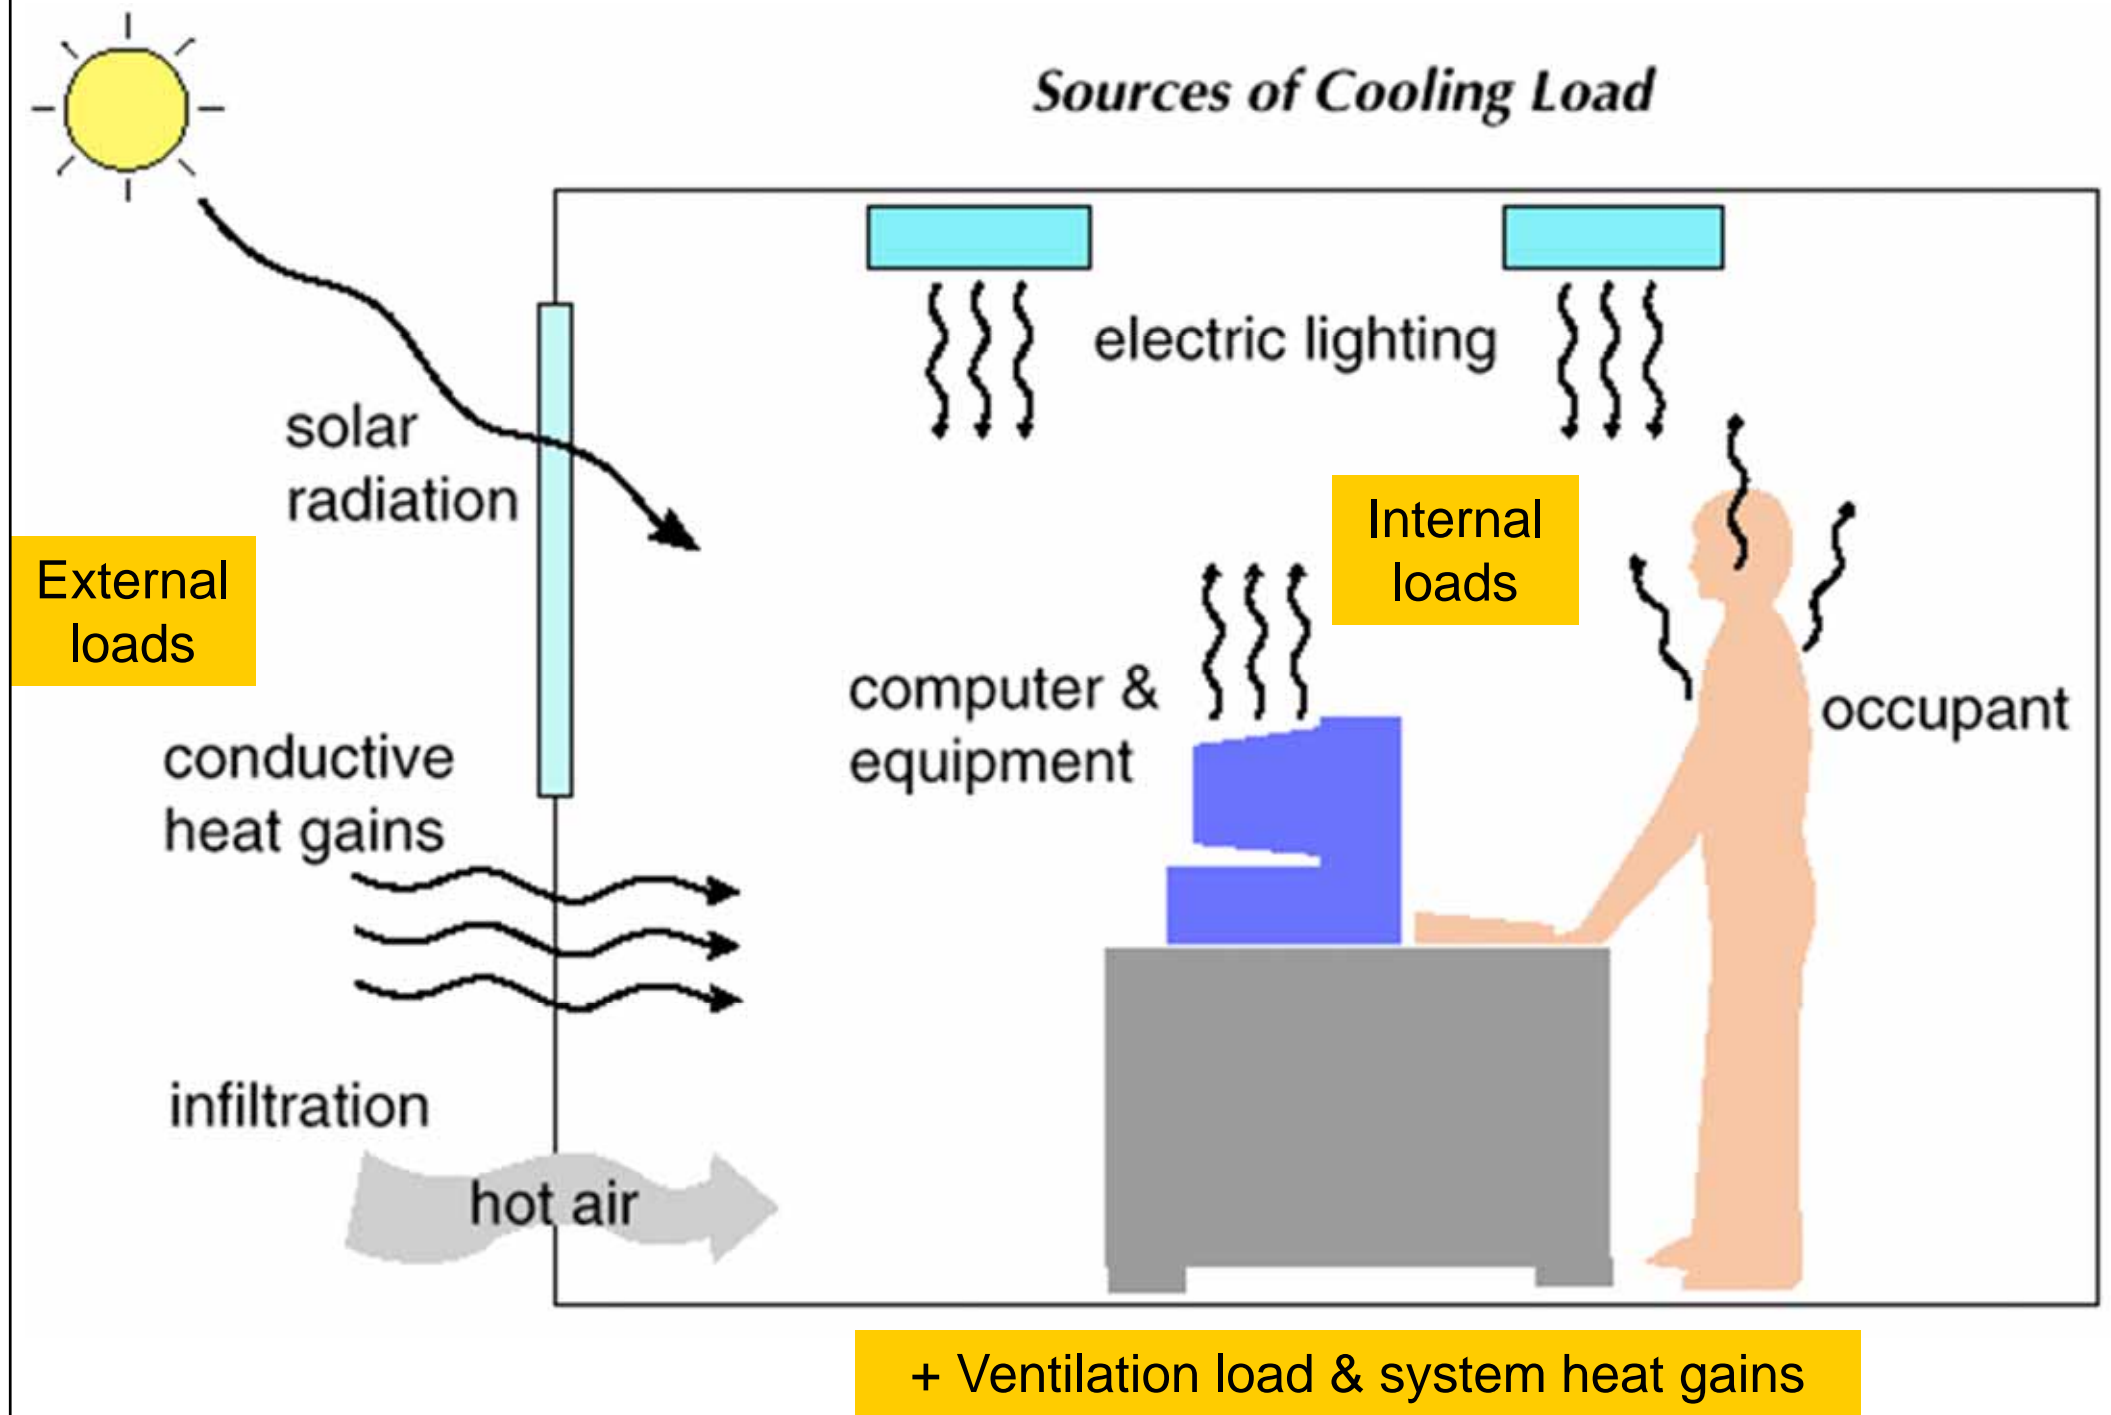 Sources of Cooling Load
electric lighting
solar
radiation
External
loads
Internal
loads
computer &
equipment
occupant
conductive
heat gains
infiltration
hot air
+ Ventilation load & system heat gains